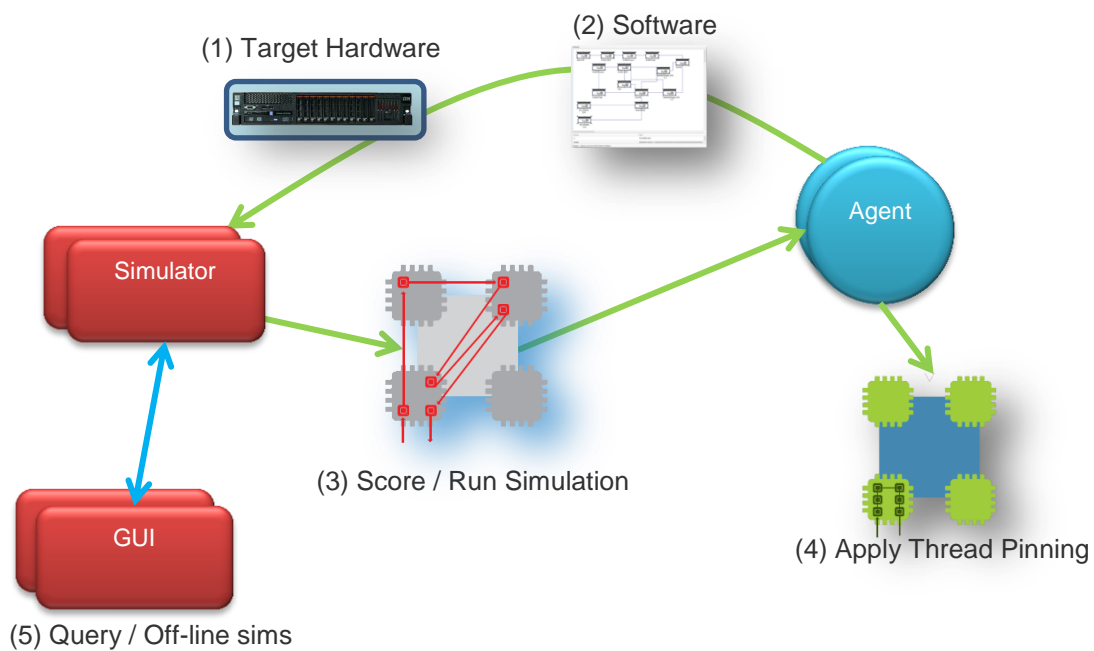 (2) Software
(1) Target Hardware
Agent
Simulator
(3) Score / Run Simulation
GUI
(4) Apply Thread Pinning
(5) Query / Off-line sims